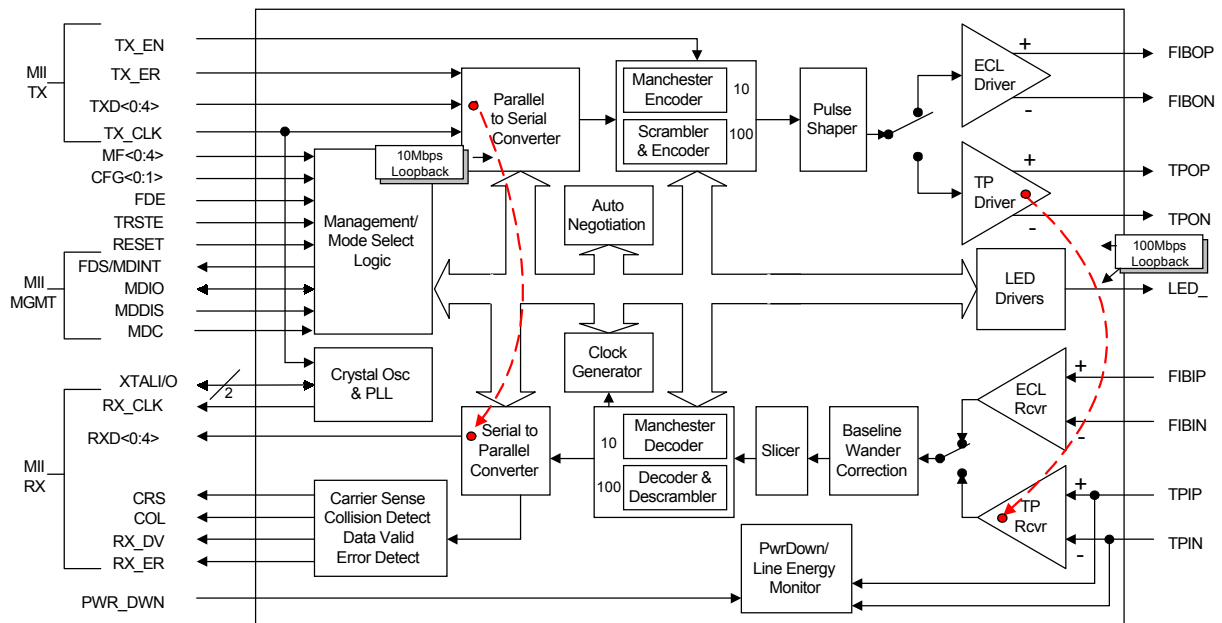 MII
TX
TX_EN
TX_ER
TXD<0:4>
TX_CLK
MF<0:4>
CFG<0:1>
FDE
TRSTE
RESET
MII
MGMT
FDS/MDINT
MDIO
MDDIS
MDC
MII
RX
XTALI/O
2
RX_CLK
RXD<0:4>
CRS
COL
RX_DV
RX_ER
PWR_DWN
Parallel
to Serial
Converter
10Mbps
Loopback
Management/
Mode Select
Logic
Crystal Osc
& PLL
Manchester
Encoder
10
Scrambler
& Encoder
100
Pulse
Shaper
ECL
Driver
+
-
TP
Driver
+
-
Auto
Negotiation
100Mbps
Loopback
LED
Drivers
Clock
Generator
Serial to
Parallel
Converter
10
Manchester
Decoder
100
Decoder &
Descrambler
Slicer
Baseline
Wander
Correction
ECL
Rcvr
+
-
TP
Rcvr
+
-
Carrier Sense
Collision Detect
Data Valid
Error Detect
PwrDown/
Line Energy
Monitor
FIBOP
FIBON
TPOP
TPON
LED_
FIBIP
FIBIN
TPIP
TPIN